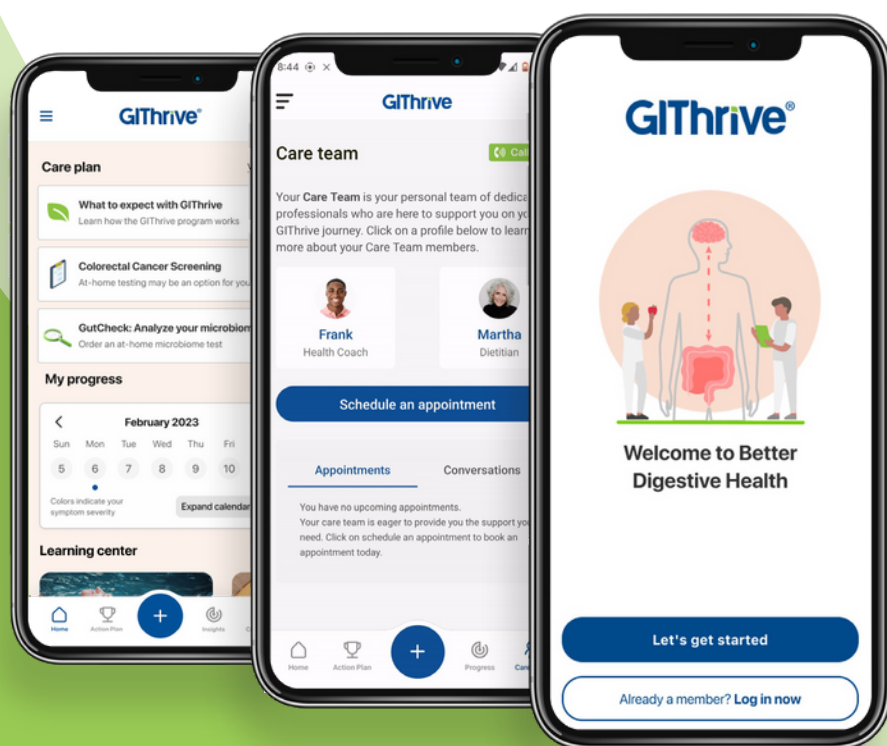 GIThrive®
Care plan
What to expect with GIThrive
Learn how the GIThrive program works
Colorectal Cancer Screening
At-home testing may be an option for you
GutCheck: Analyze your microbiom
Order an at-home microbiome test
My progress
February 2023
Sun Mon Tue Wed Thu Fri
5 6 7 8 9 10
Colors indicate your
symptom severity
Expand calendar
Learning center
Home Action Plan + Insights
8:44
GIThrive
Care team
Your Care Team is your personal team of dedica
professionals who are here to support you on yo
GIThrive journey. Click on a profile below to learn
more about your Care Team members.
Frank
Health Coach
Martha
Dietitian
Schedule an appointment
Appointments Conversations
You have no upcoming appointments.
Your care team is eager to provide you the support you
need. Click on schedule an appointment to book an
appointment today.
Home Action Plan + Progress
GIThrive®
Welcome to Better
Digestive Health
Let's get started
Already a member? Log in now